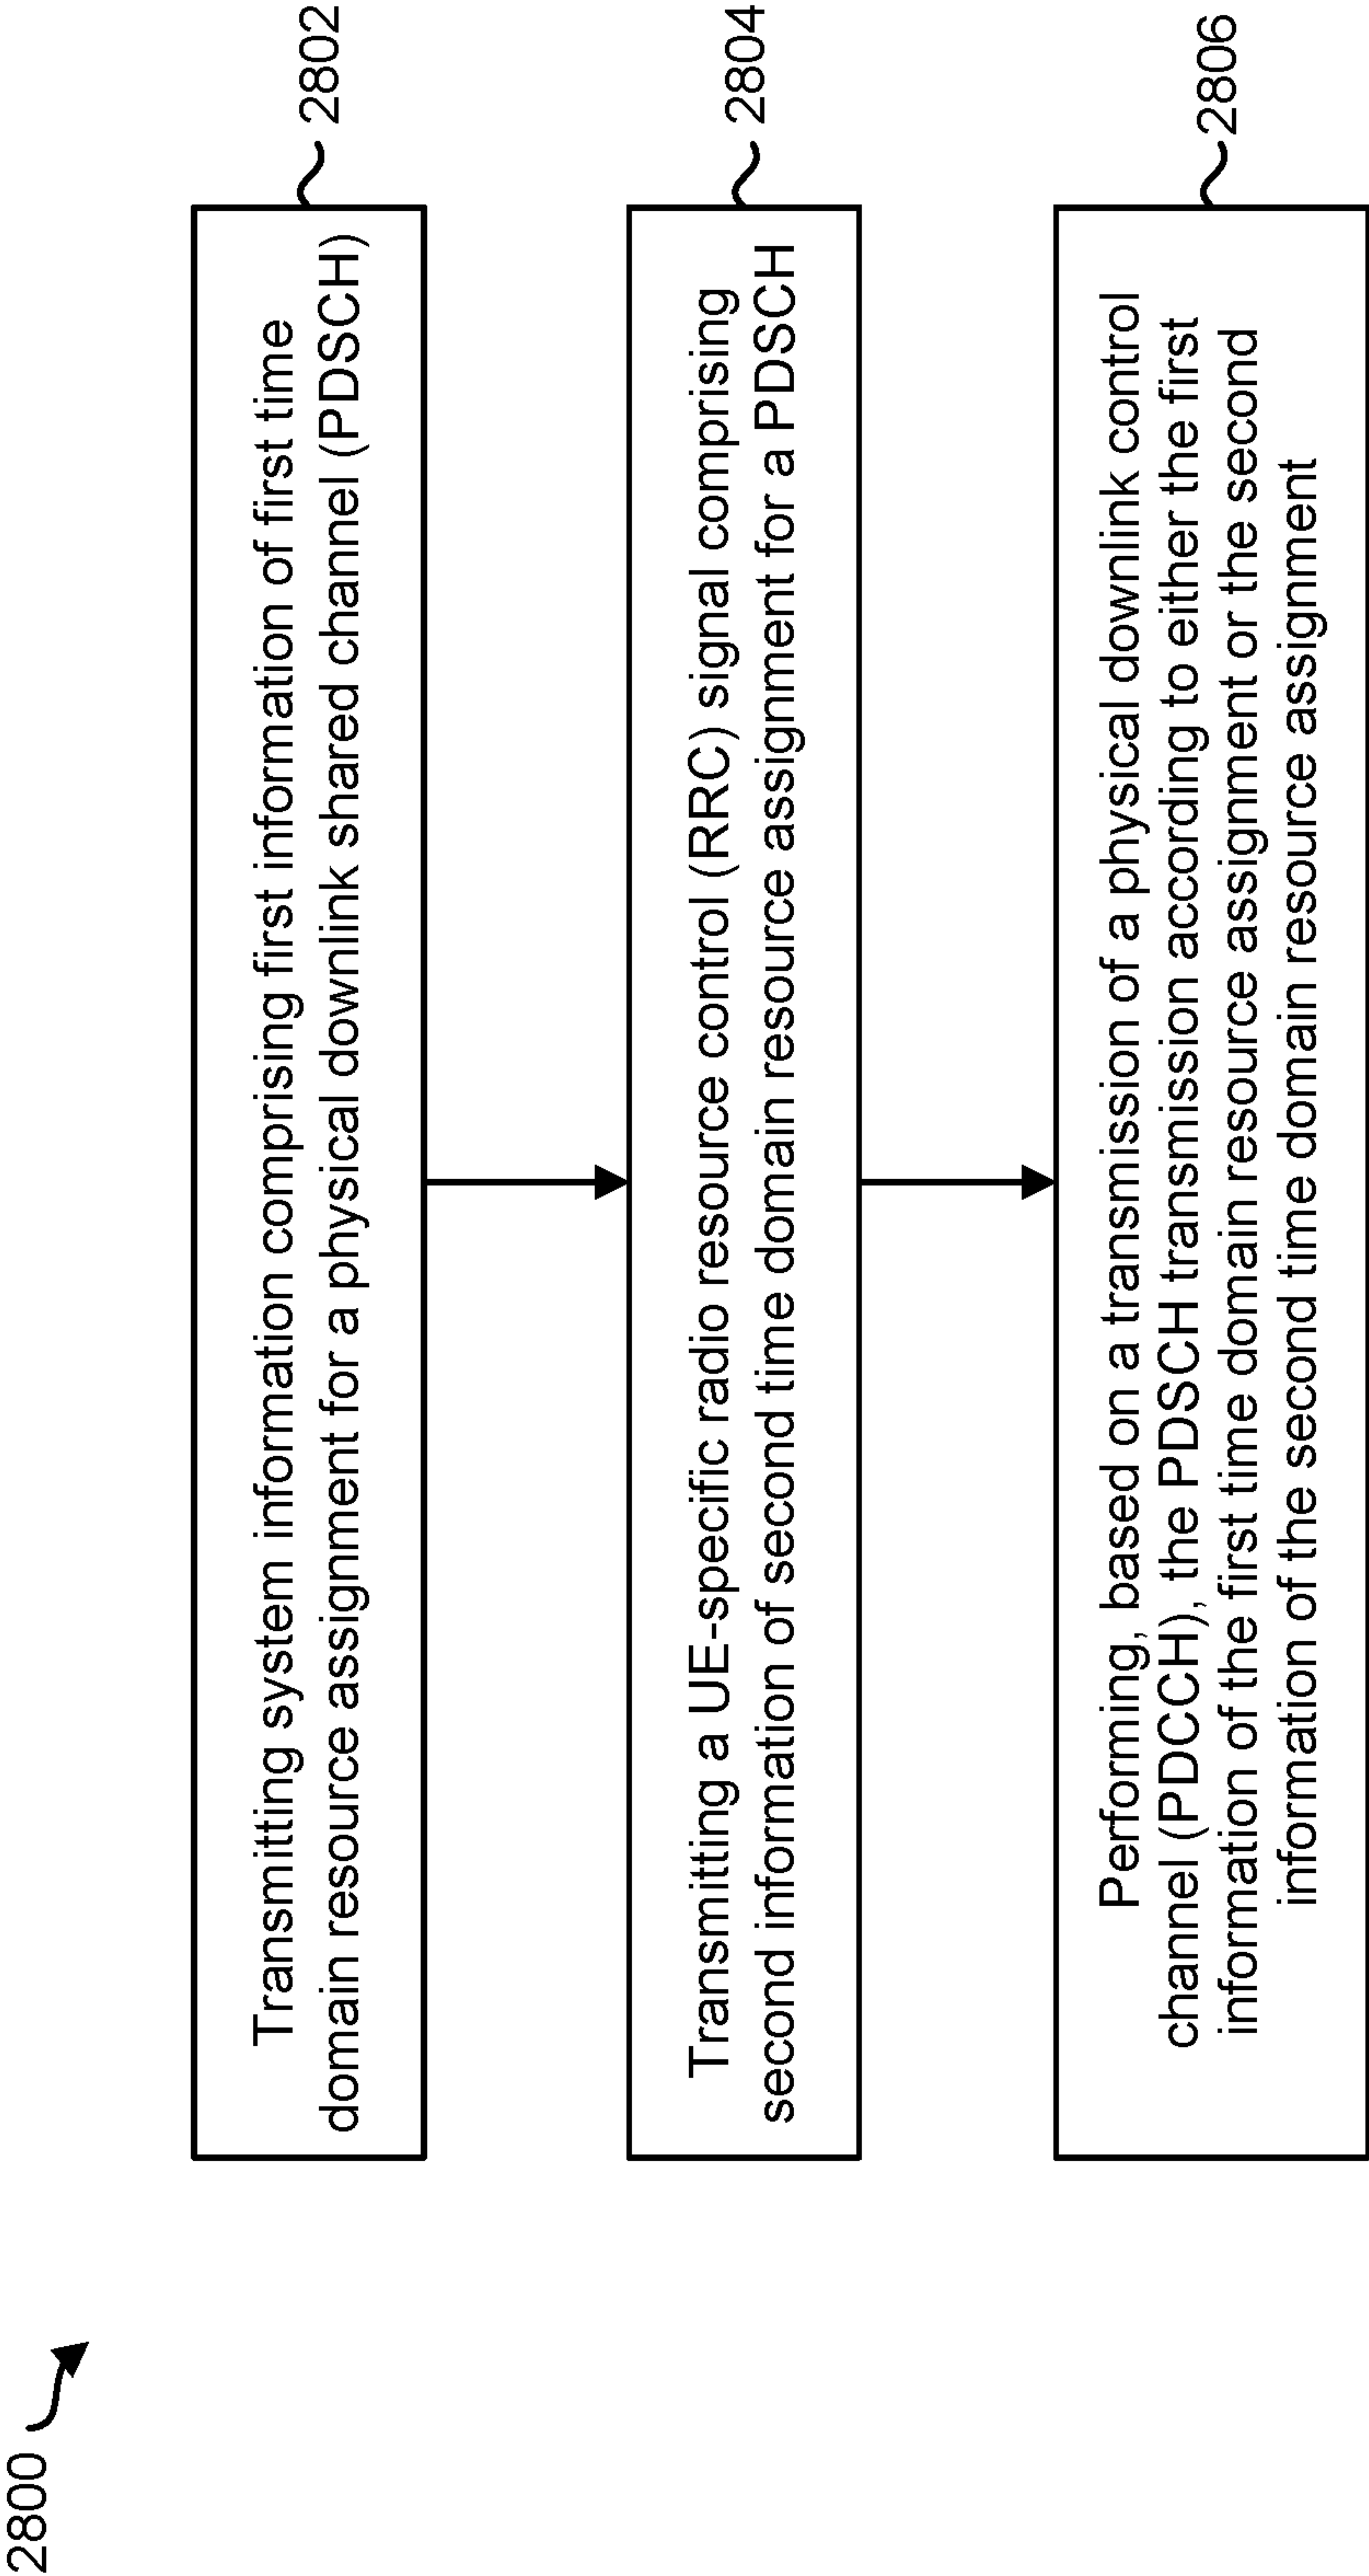 2800
Transmitting system information comprising first information of first time
domain resource assignment for a physical downlink shared channel (PDSCH)
2802
Transmitting a UE-specific radio resource control (RRC) signal comprising
second information of second time domain resource assignment for a PDSCH
2804
Performing, based on a transmission of a physical downlink control
channel (PDCCH), the PDSCH transmission according to either the first
information of the first time domain resource assignment or the second
information of the second time domain resource assignment
2806